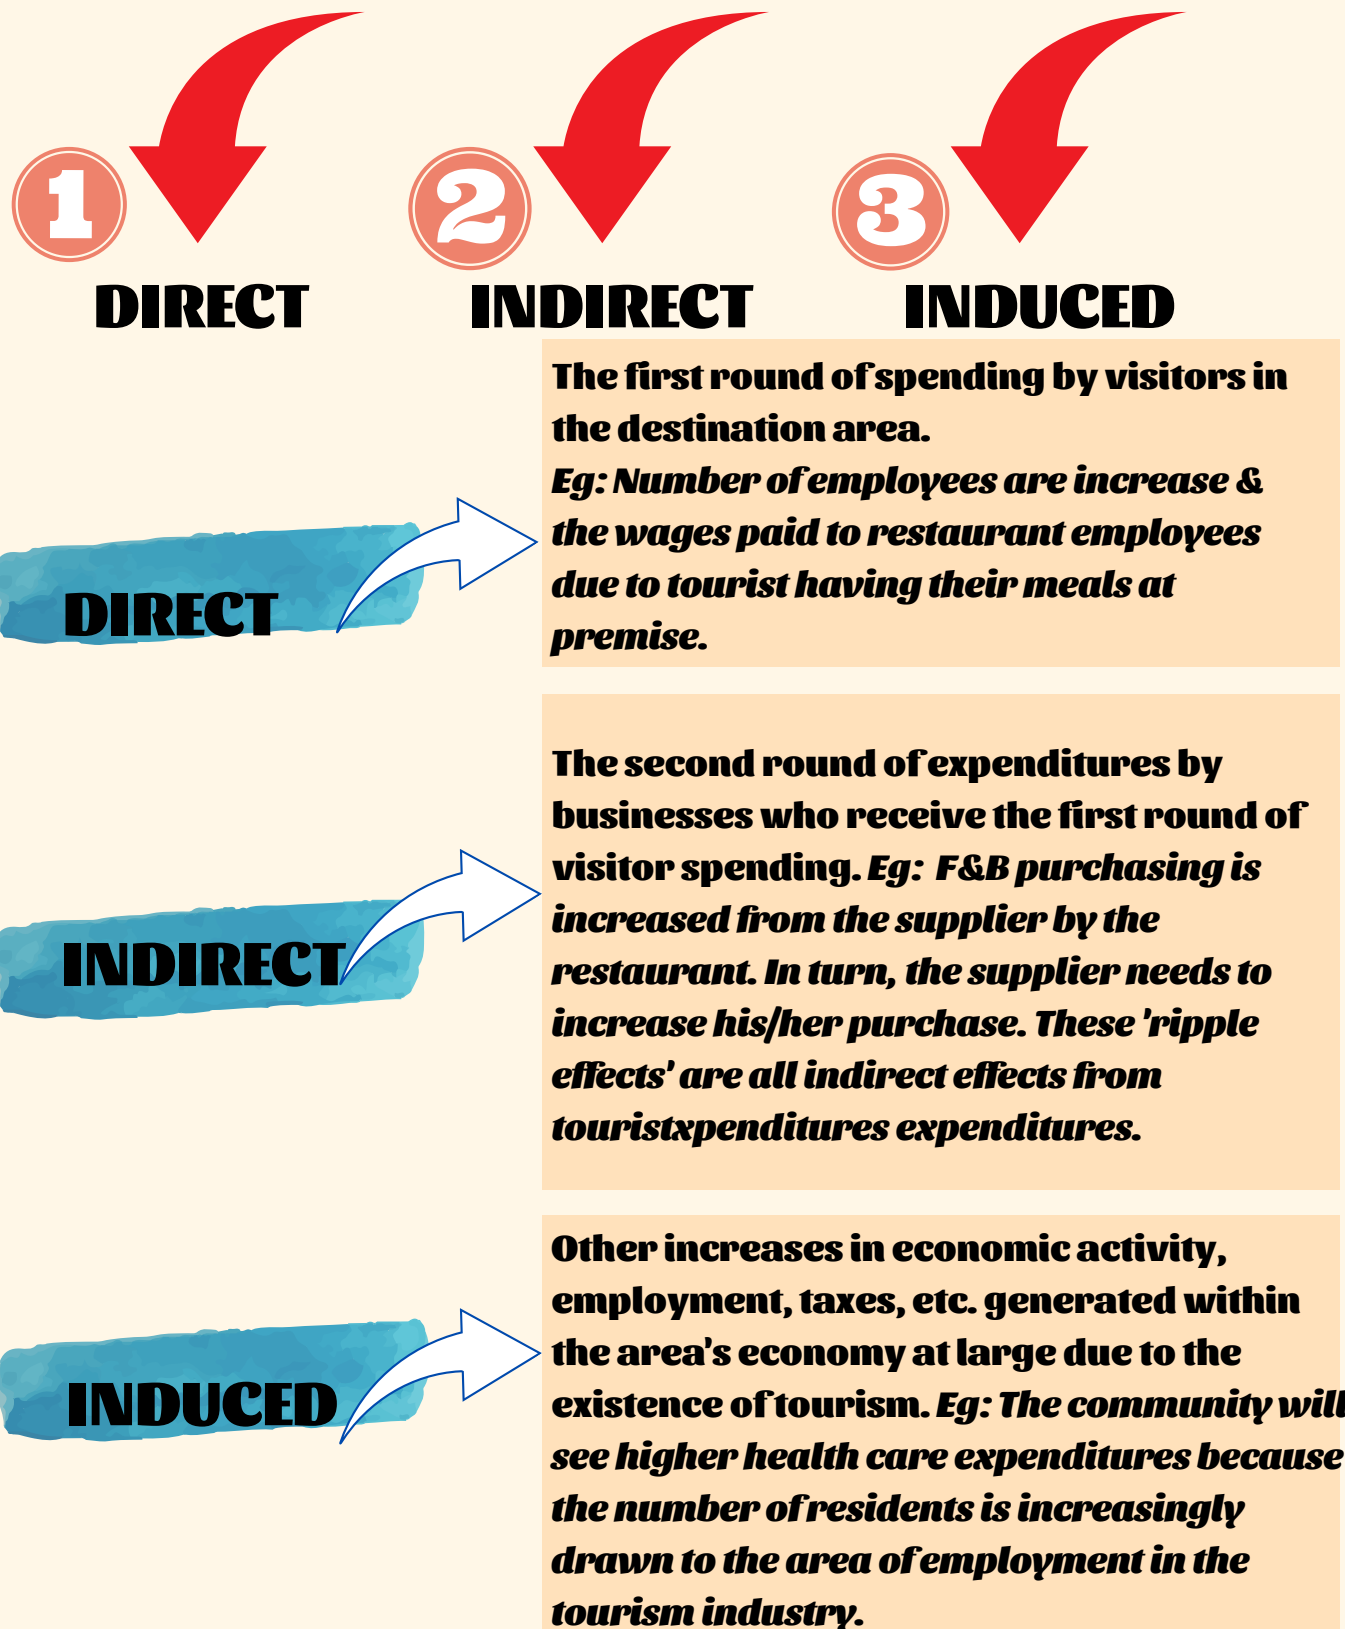 1
2
3
DIRECT
INDIRECT
INDUCED
The first round of spending by visitors in
the destination area.
Eg: Number of employees are increase &
the wages paid to restaurant employees
due to tourist having their meals at
premise.
DIRECT
The second round of expenditures by
businesses who receive the first round of
visitor spending. Eg: F&B purchasing is
increased from the supplier by the
restaurant. In turn, the supplier needs to
increase his/her purchase. These 'ripple
effects' are all indirect effects from
touristxpenditures expenditures.
INDIRECT
Other increases in economic activity,
employment, taxes, etc. generated within
the area's economy at large due to the
existence of tourism. Eg: The community will
see higher health care expenditures because
the number of residents is increasingly
drawn to the area of employment in the
tourism industry.
INDUCED